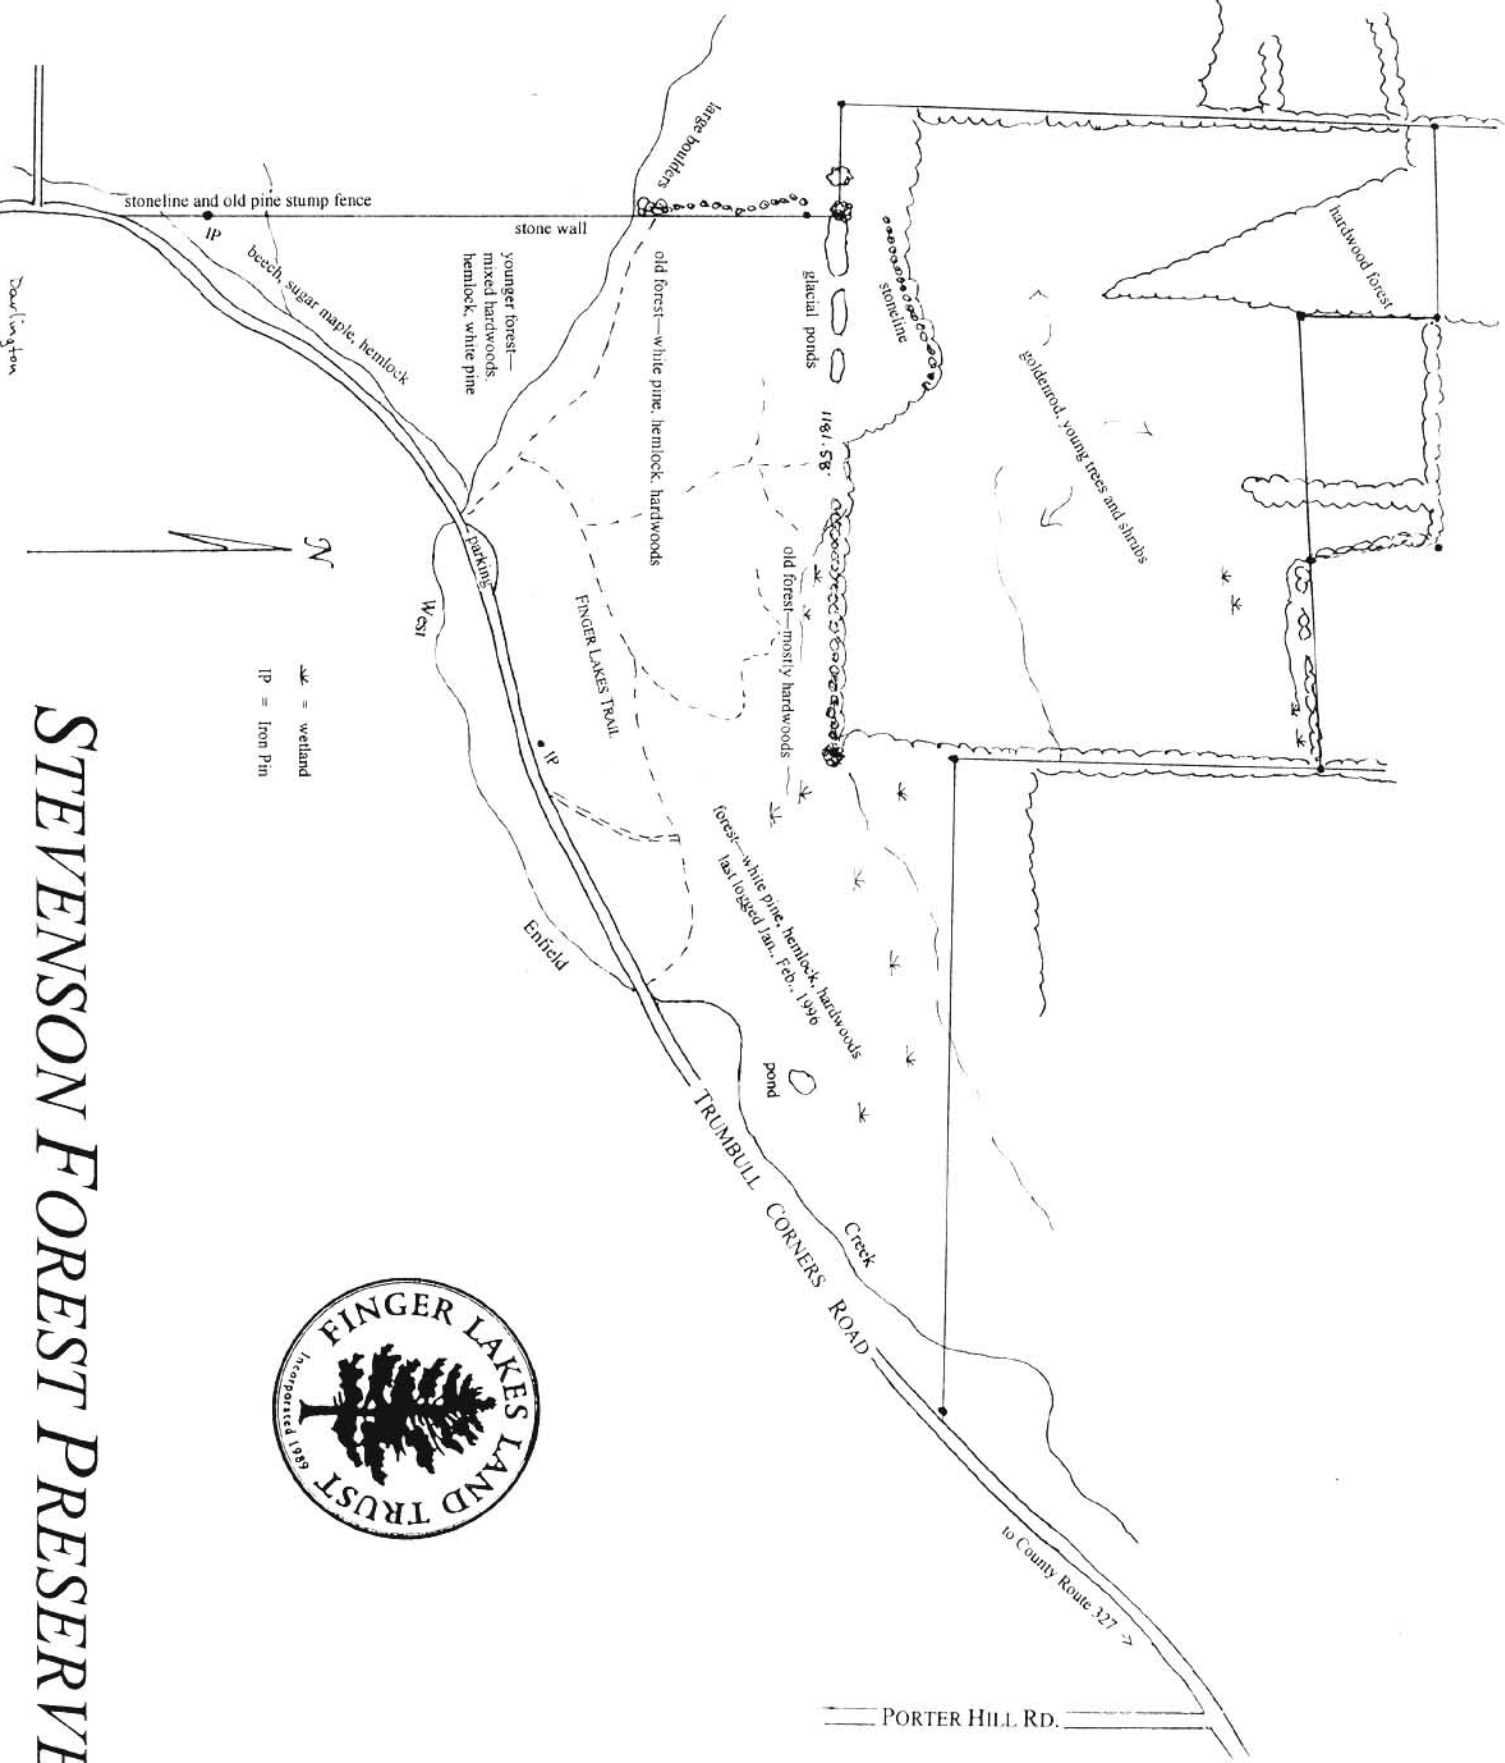 large boulders
stoneline and old pine stump fence
IP
stone wall
beech, sugar maple, hemlock
younger forest—
mixed hardwoods,
hemlock, white pine
old forest—white pine, hemlock, hardwoods
glacial ponds
stoneline
hardwood forest
goldenrod, young trees and shrubs
1181.58'
old forest—mostly hardwoods
Darlington
N
parking
West
FINGER LAKES TRAIL
IP
= wetland
IP = Iron Pin
Enfield
forest—white pine, hemlock, hardwoods
last logged Jan., Feb., 1996
pond
TRUMBULL CORNERS ROAD
Creek
to County Route 327
PORTER HILL RD.
FINGER LAKES LAND TRUST
Incorporated 1989
STEVENSON FOREST PRESERVE